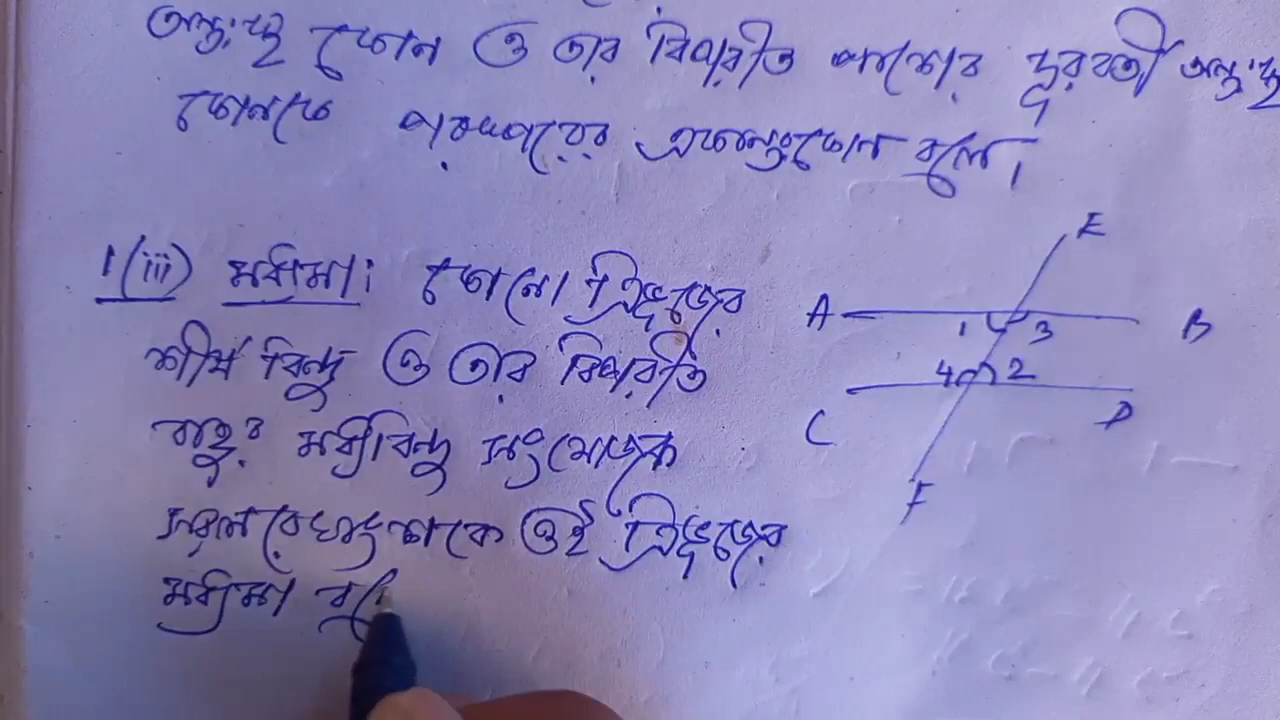 অন্তঃস্থ কোন ও তার বিপরীত পাশের দূরবর্তী অন্তঃস্থ
কোনকে পরস্পরের একান্তরকোন বলে।
1(iii) মধ্যমা: কোনো ত্রিভুজের
শীর্ষ বিন্দু ও তার বিপরীত
বাহুর মধ্যবিন্দু সংযোজক
সরলরেখাংশকে ওই ত্রিভুজের
মধ্যমা বলে
E
A B
1 3
4 2
C D
F